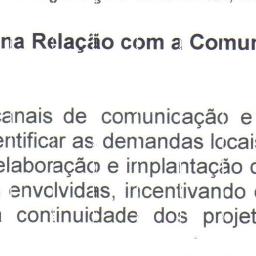 na Relação com a Comun
canais de comunicação e
entificar as demandas locais
elaboração e implantação d
envolvidas, incentivando
a continuidade dos projet